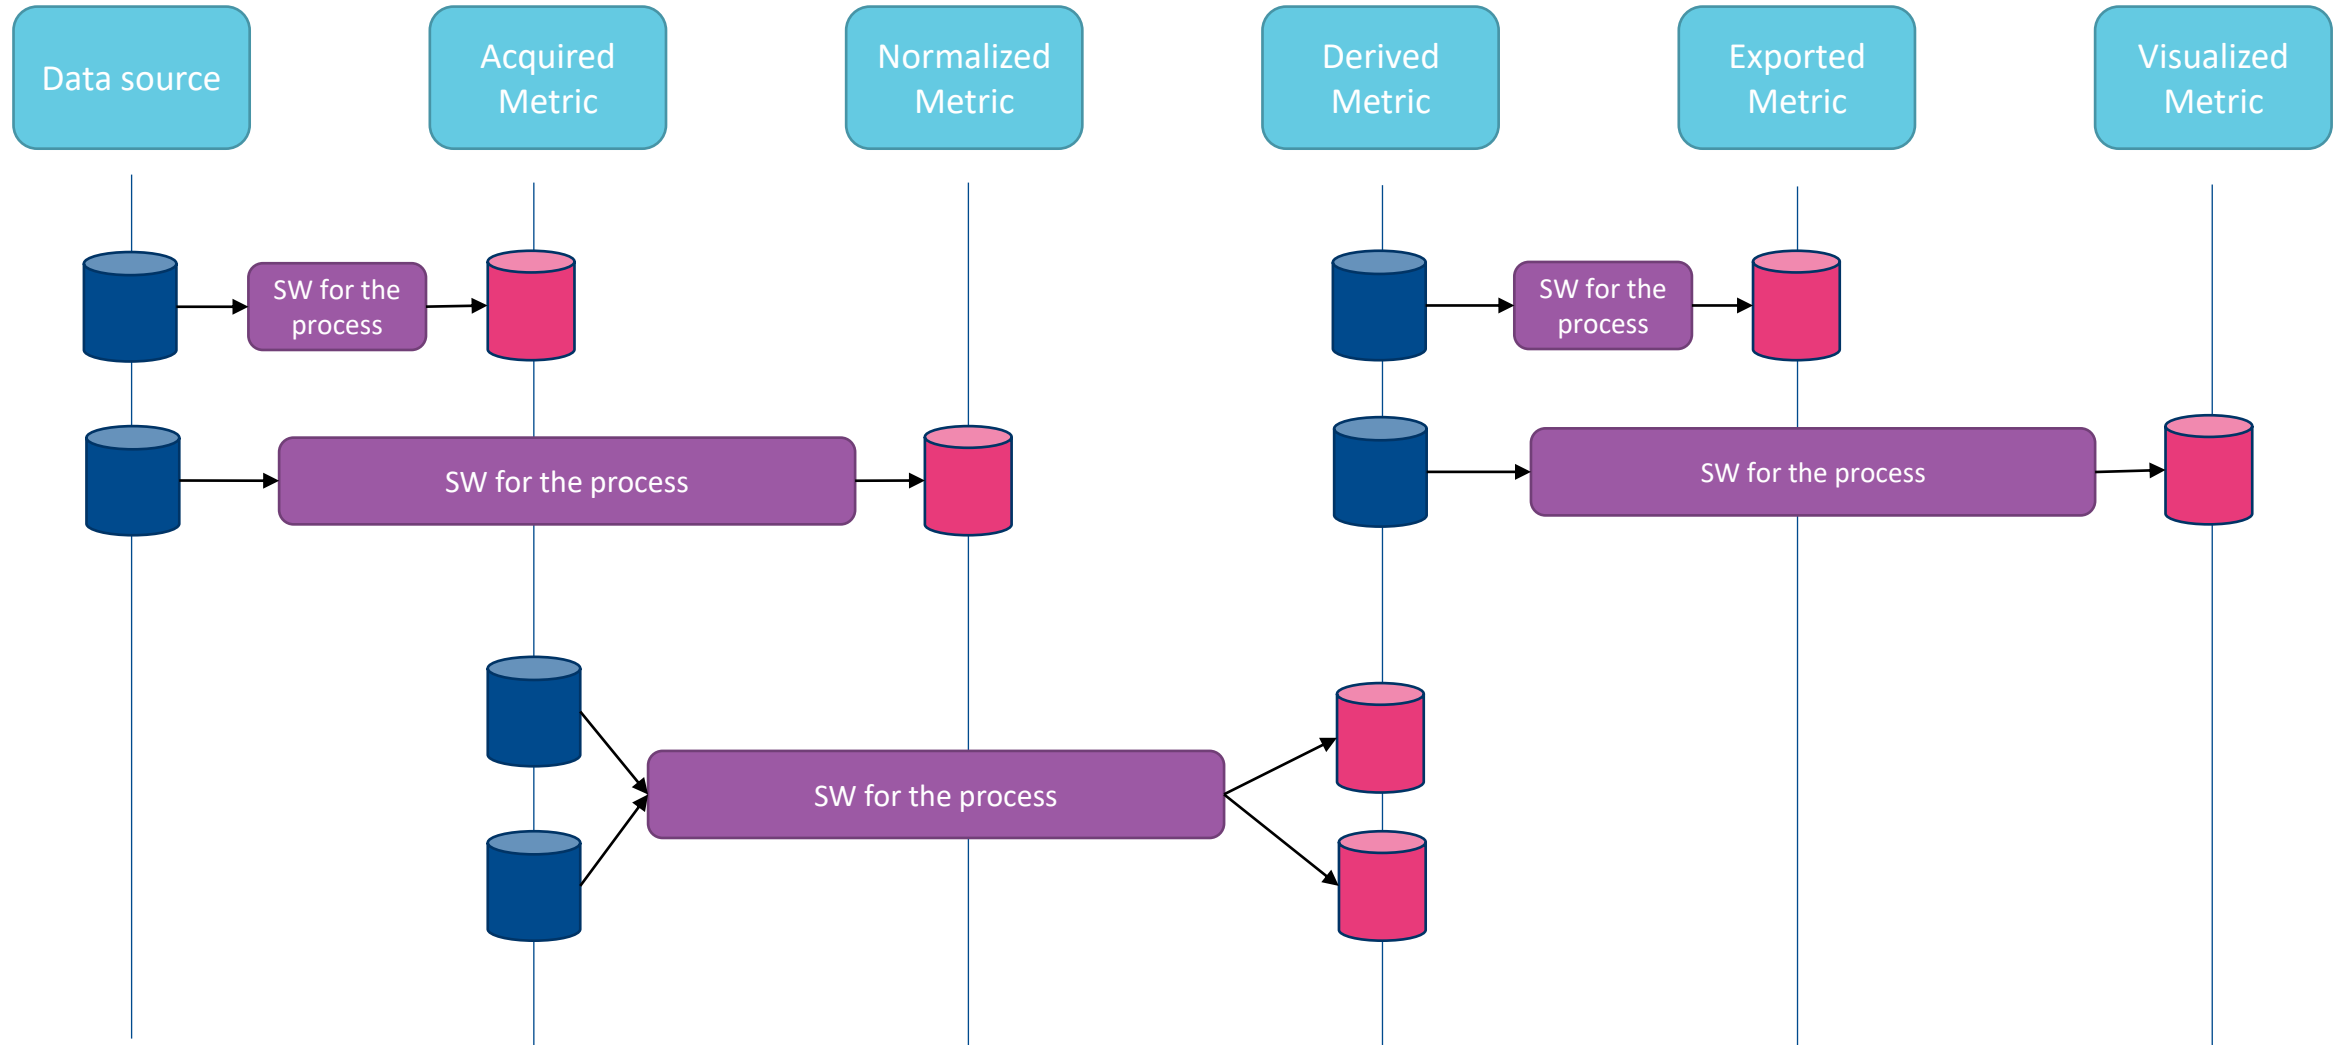 Data source
Acquired
Metric
Normalized
Metric
Derived
Metric
Exported
Metric
Visualized
Metric
SW for the
process
SW for the
process
SW for the process
SW for the process
SW for the process